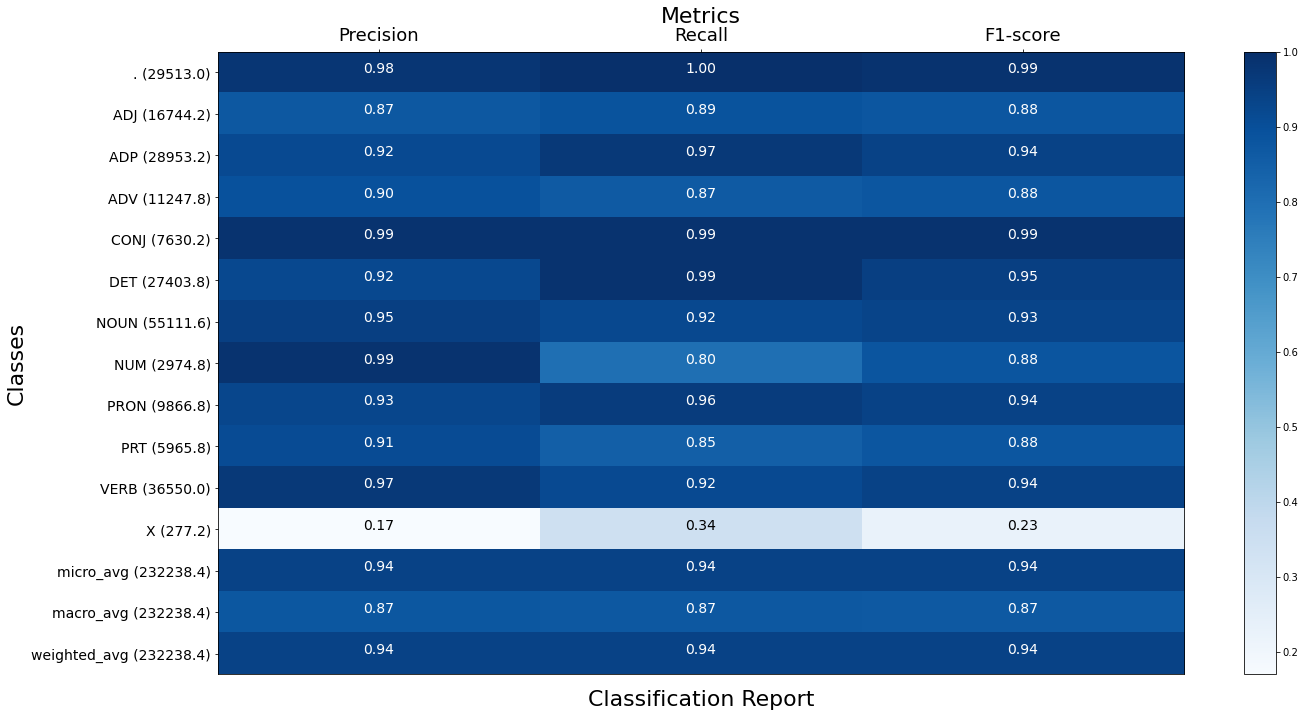 Metrics
Precision Recall F1-score
. (29513.0) 0.98 1.00 0.99
ADJ (16744.2) 0.87 0.89 0.88
ADP (28953.2) 0.92 0.97 0.94
ADV (11247.8) 0.90 0.87 0.88
CONJ (7630.2) 0.99 0.99 0.99
DET (27403.8) 0.92 0.99 0.95
NOUN (55111.6) 0.95 0.92 0.93
NUM (2974.8) 0.99 0.80 0.88
PRON (9866.8) 0.93 0.96 0.94
PRT (5965.8) 0.91 0.85 0.88
VERB (36550.0) 0.97 0.92 0.94
X (277.2) 0.17 0.34 0.23
micro_avg (232238.4) 0.94 0.94 0.94
macro_avg (232238.4) 0.87 0.87 0.87
weighted_avg (232238.4) 0.94 0.94 0.94
Classes
Classification Report
1.0
0.9
0.8
0.7
0.6
0.5
0.4
0.3
0.2